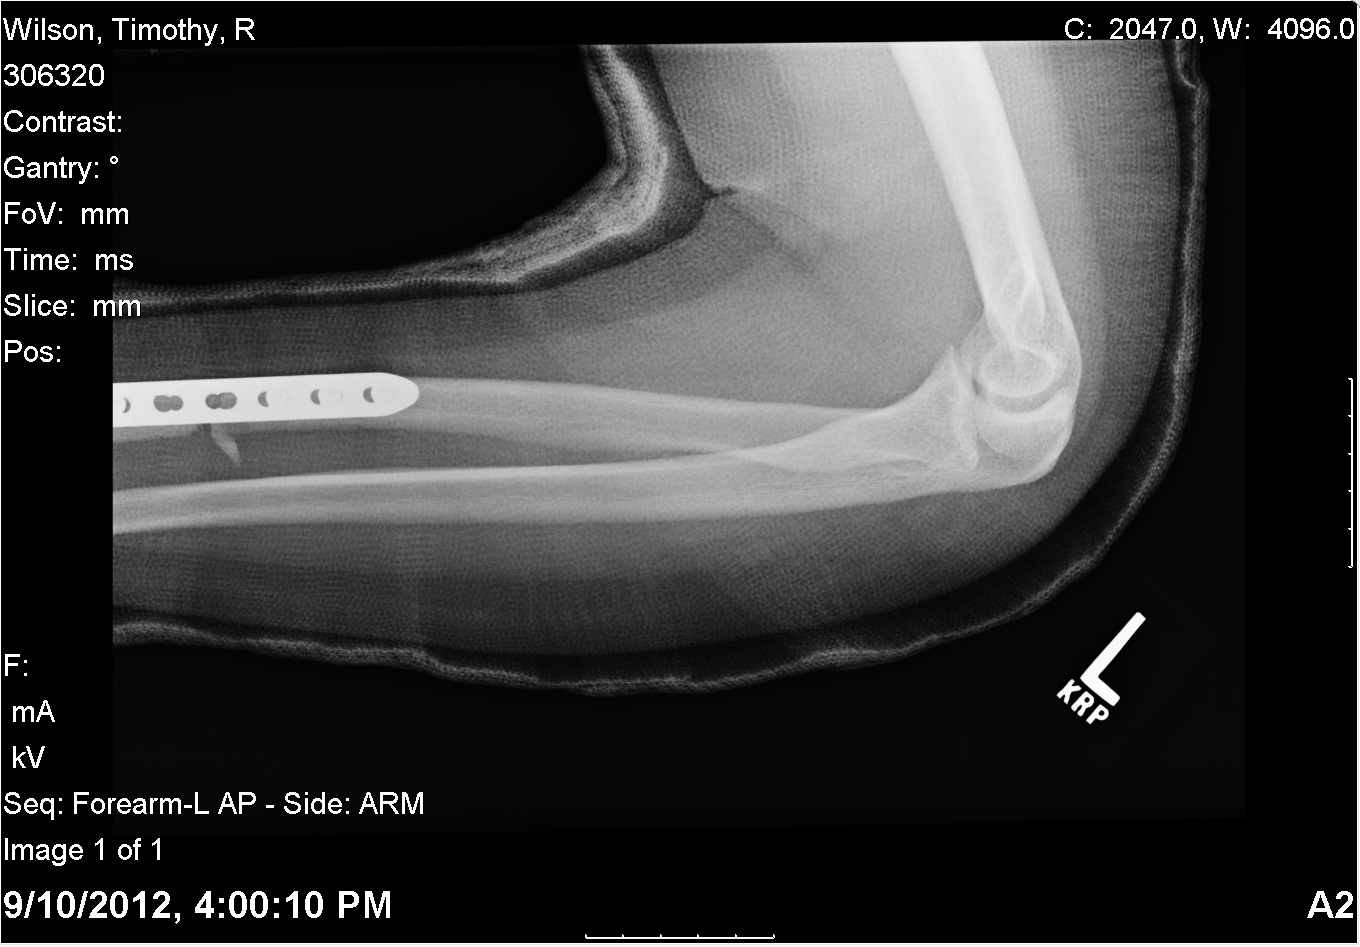 Wilson, Timothy, R
C: 2047.0, W: 4096.0
306320
Contrast:
Gantry: °
FoV: mm
Time: ms
Slice: mm
Pos:
L
KRP
F:
mA
kV
Seq: Forearm-L AP - Side: ARM
Image 1 of 1
9/10/2012, 4:00:10 PM
A2